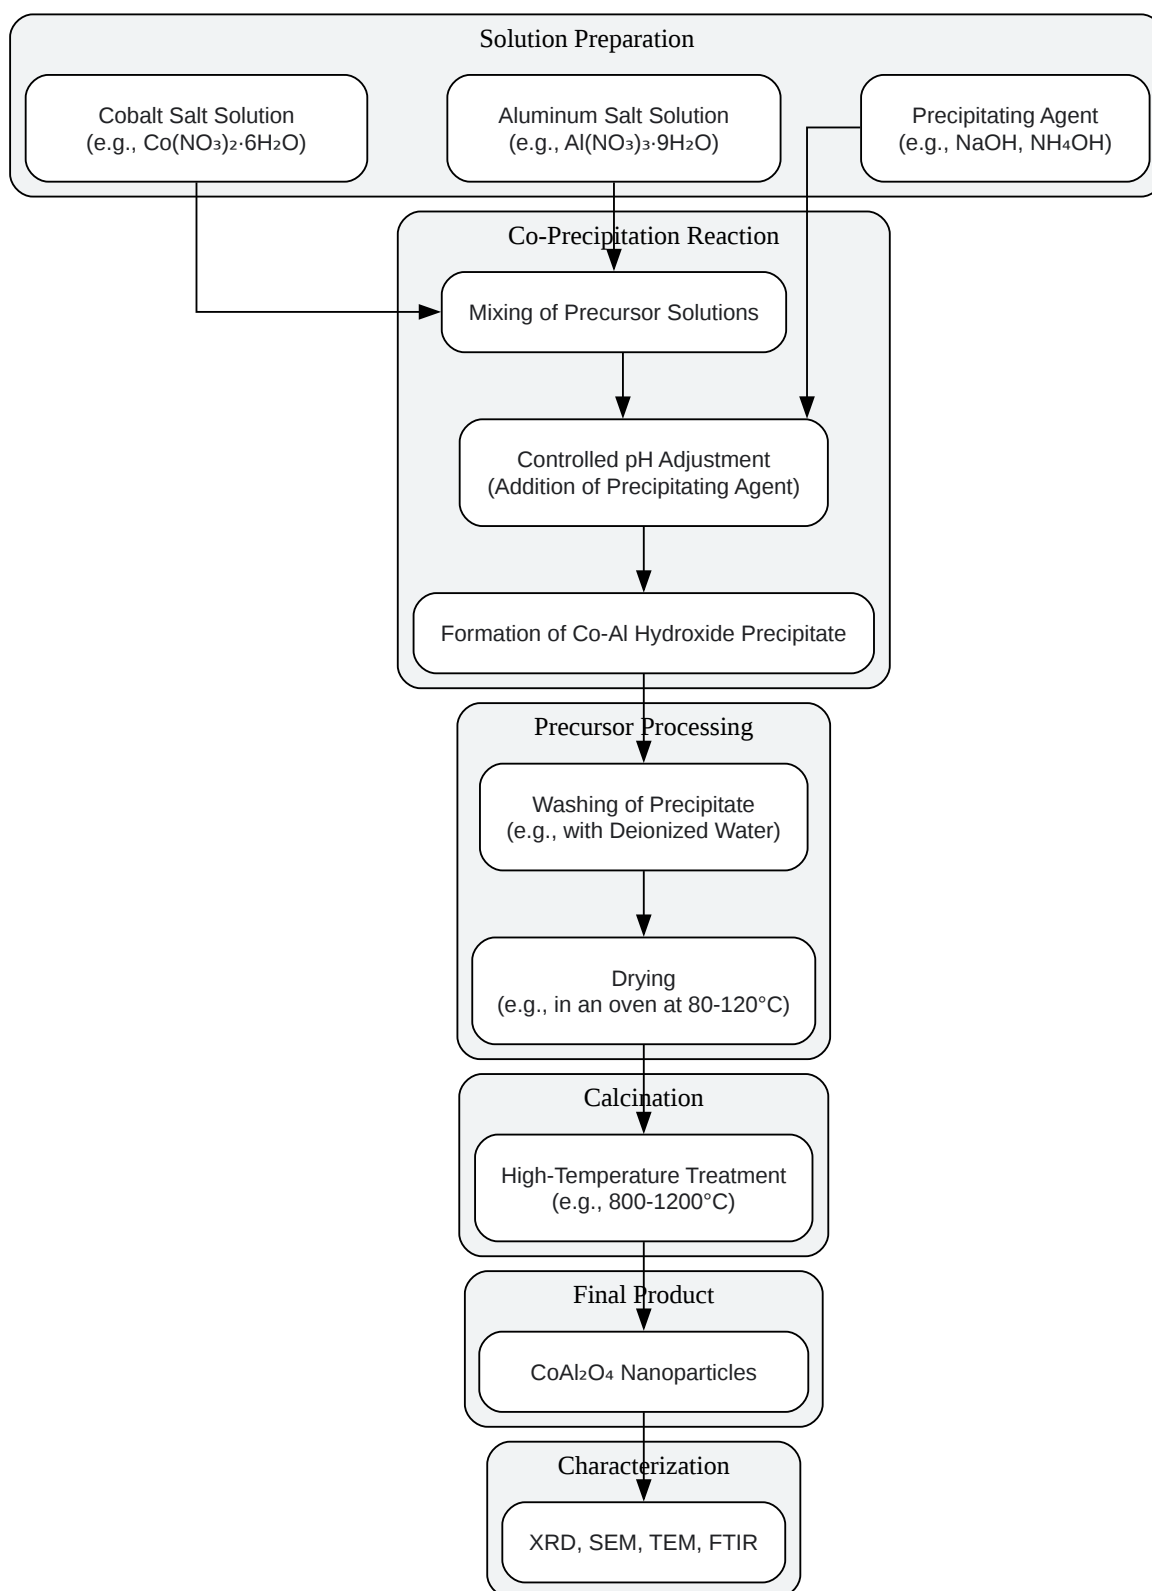 Solution Preparation
Cobalt Salt Solution
(e.g., Co(NO₃)₂·6H₂O)
Aluminum Salt Solution
(e.g., Al(NO₃)₃·9H₂O)
Precipitating Agent
(e.g., NaOH, NH₄OH)
Co-Precipitation Reaction
Mixing of Precursor Solutions
Controlled pH Adjustment
(Addition of Precipitating Agent)
Formation of Co-Al Hydroxide Precipitate
Precursor Processing
Washing of Precipitate
(e.g., with Deionized Water)
Drying
(e.g., in an oven at 80-120°C)
Calcination
High-Temperature Treatment
(e.g., 800-1200°C)
Final Product
CoAl₂O₄ Nanoparticles
Characterization
XRD, SEM, TEM, FTIR